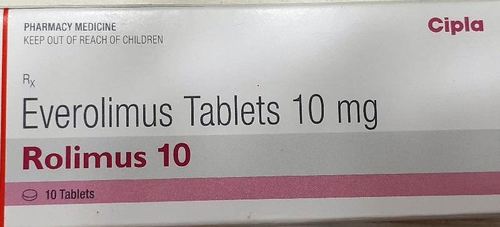 PHARMACY MEDICINE
KEEP OUT OF REACH OF CHILDREN
Cipla
Rx
Everolimus Tablets 10 mg
Rolimus 10
10 Tablets